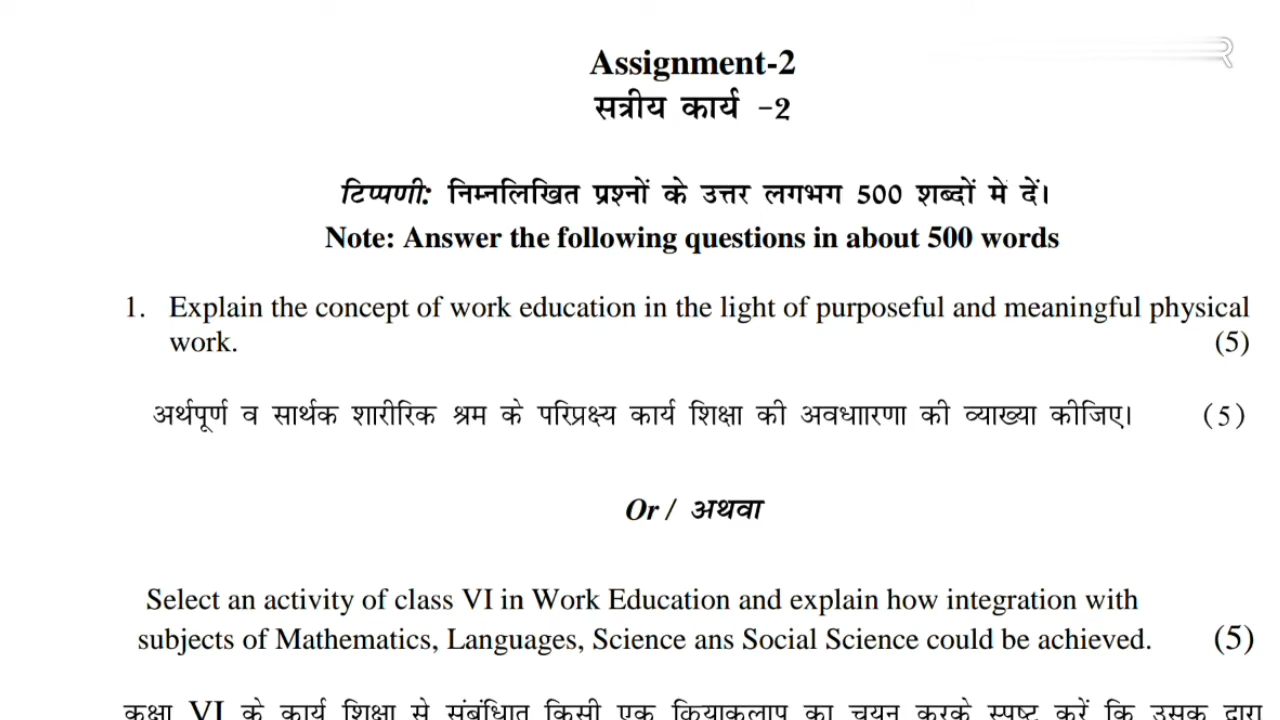 Assignment-2
सत्रीय कार्य -2
टिप्पणी: निम्नलिखित प्रश्नों के उत्तर लगभग 500 शब्दों में दें।
Note: Answer the following questions in about 500 words
1. Explain the concept of work education in the light of purposeful and meaningful physical
work. (5)
अर्थपूर्ण व सार्थक शारीरिक श्रम के परिप्रक्ष्य कार्य शिक्षा की अवधाारणा की व्याख्या कीजिए। (5)
Or / अथवा
Select an activity of class VI in Work Education and explain how integration with
subjects of Mathematics, Languages, Science ans Social Science could be achieved. (5)
कक्षा VI के कार्य शिक्षा से संबंधित किसी एक क्रियाकलाप का चयन करके स्पष्ट करें कि उसके द्वारा